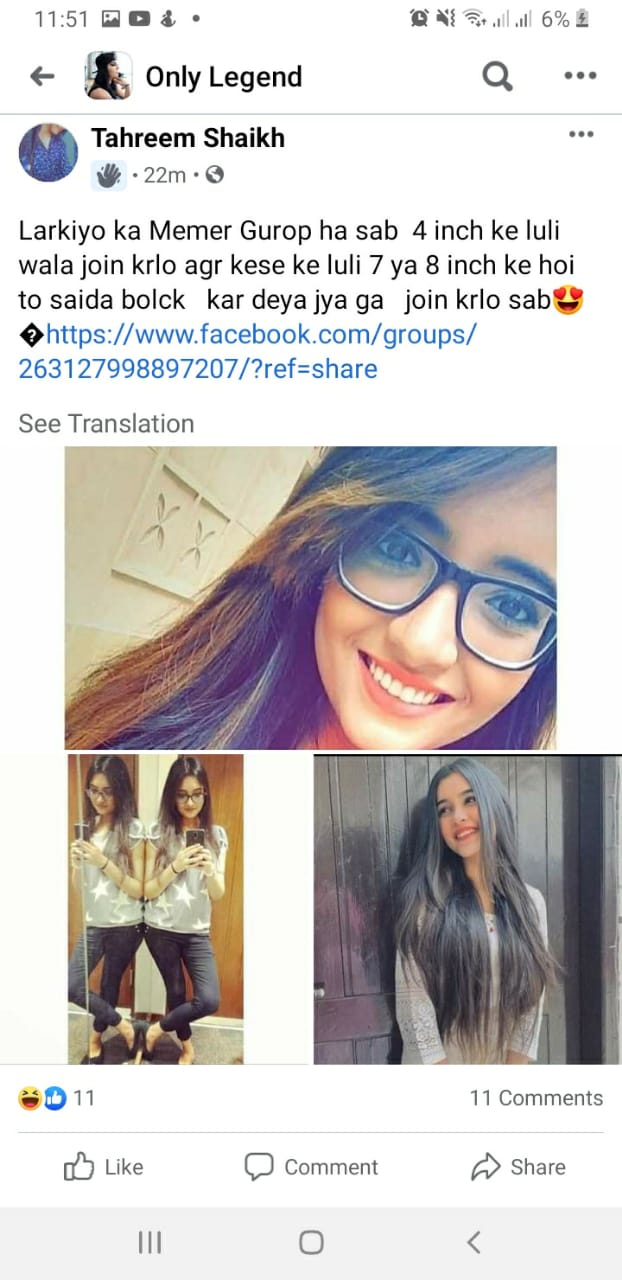 11:51
6%
Only Legend
Tahreem Shaikh
22m
Larkiyo ka Memer Gurop ha sab 4 inch ke luli
wala join krlo agr kese ke luli 7 ya 8 inch ke hoi
to saida bolck kar deya jya ga join krlo sab😍
�https://www.facebook.com/groups/
263127998897207/?ref=share
See Translation
11
11 Comments
Like
Comment
Share